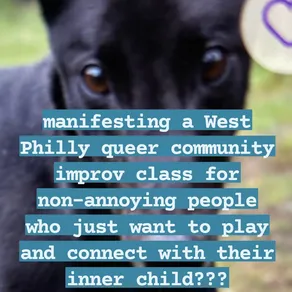 manifesting a West
Philly queer community
improv class for
non-annoying people
who just want to play
and connect with their
inner child???